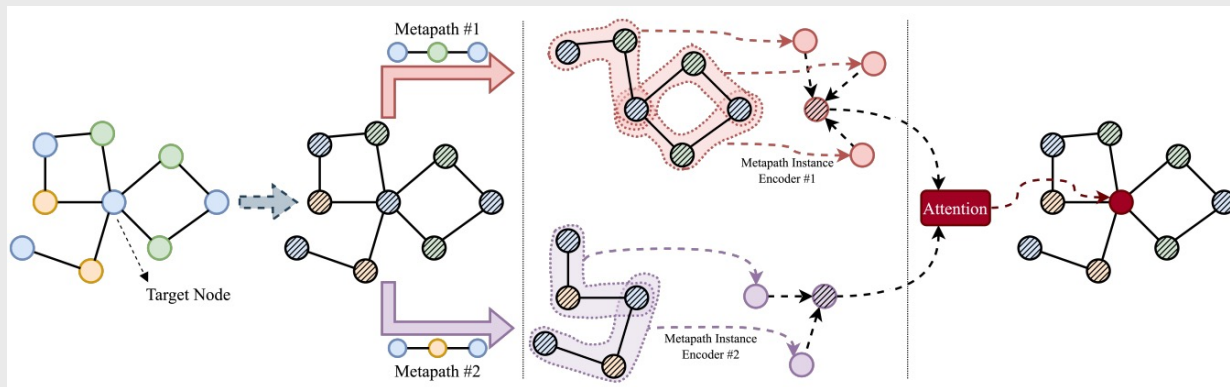 Metapath #1
Target Node
Metapath #2
Metapath Instance
Encoder #1
Metapath Instance
Encoder #2
Attention